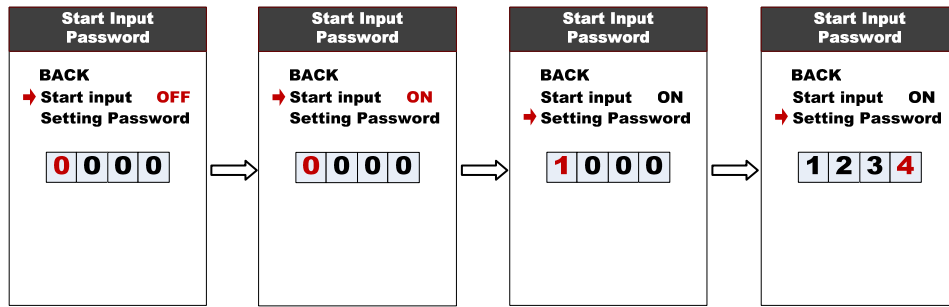 Start Input
Password
BACK
Start input OFF
Setting Password
0 0 0 0
Start Input
Password
BACK
Start input ON
Setting Password
0 0 0 0
Start Input
Password
BACK
Start input ON
Setting Password
1 0 0 0
Start Input
Password
BACK
Start input ON
Setting Password
1 2 3 4